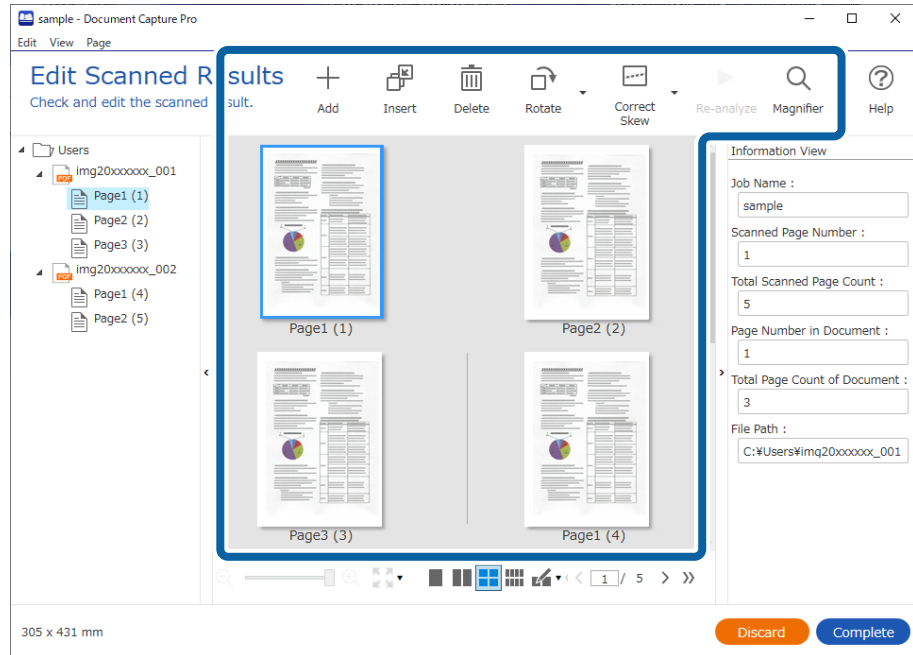 sample - Document Capture Pro
Edit View Page
Edit Scanned Results
Check and edit the scanned result.
Add
Insert
Delete
Rotate
Correct
Skew
Re-analyze
Magnifier
Help
Users
img20xxxxxx_001
PDF
Page1 (1)
Page2 (2)
Page3 (3)
img20xxxxxx_002
PDF
Page1 (4)
Page2 (5)
Page1 (1)
Page2 (2)
Page3 (3)
Page1 (4)
Information View
Job Name :
sample
Scanned Page Number :
1
Total Scanned Page Count :
5
Page Number in Document :
1
Total Page Count of Document :
3
File Path :
C:¥Users¥img20xxxxxx_001
1 / 5
305 x 431 mm
Discard
Complete